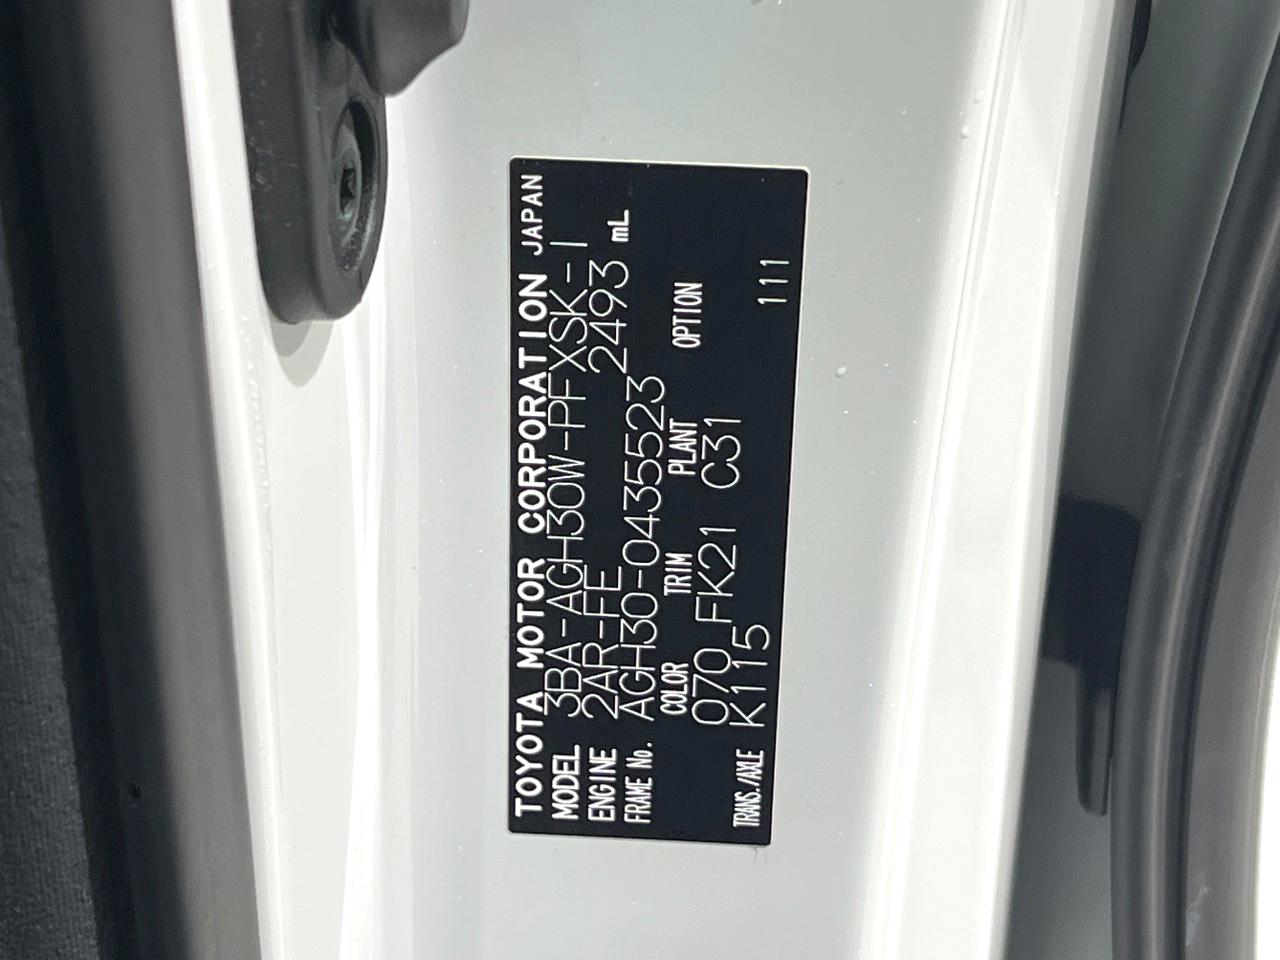 TOYOTA MOTOR CORPORATION JAPAN
MODEL 3BA-AGH30W-PFXSK-I
ENGINE 2AR-FE 2493 mL
FRAME No. AGH30-0435523
COLOR TRIM PLANT OPTION
070 FK21 C31
TRANS./AXLE K115 111